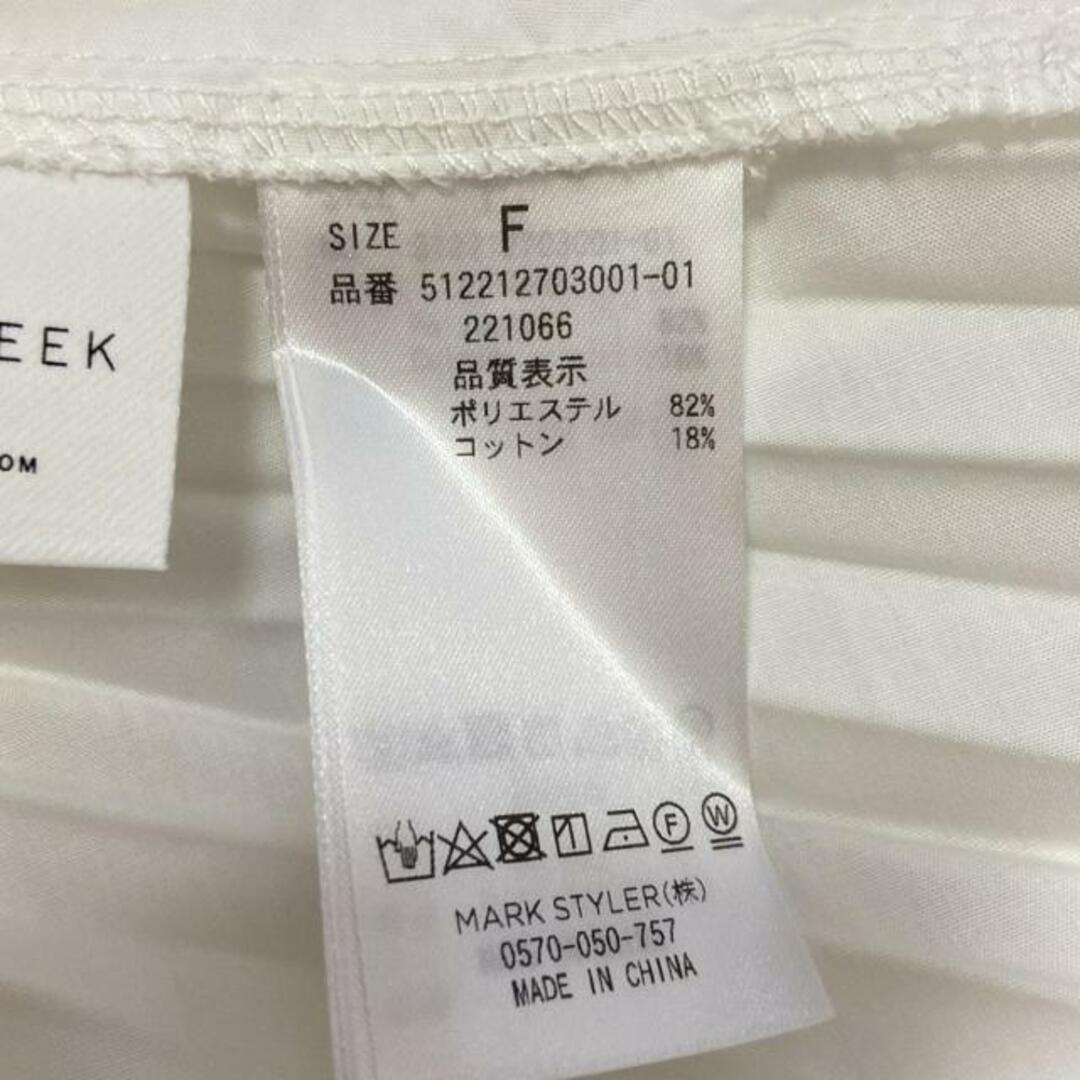 EEK
OM
SIZE F
品番 512212703001-01
221066
品質表示
ポリエステル 82%
コットン 18%
F W
MARK STYLER(株)
0570-050-757
MADE IN CHINA